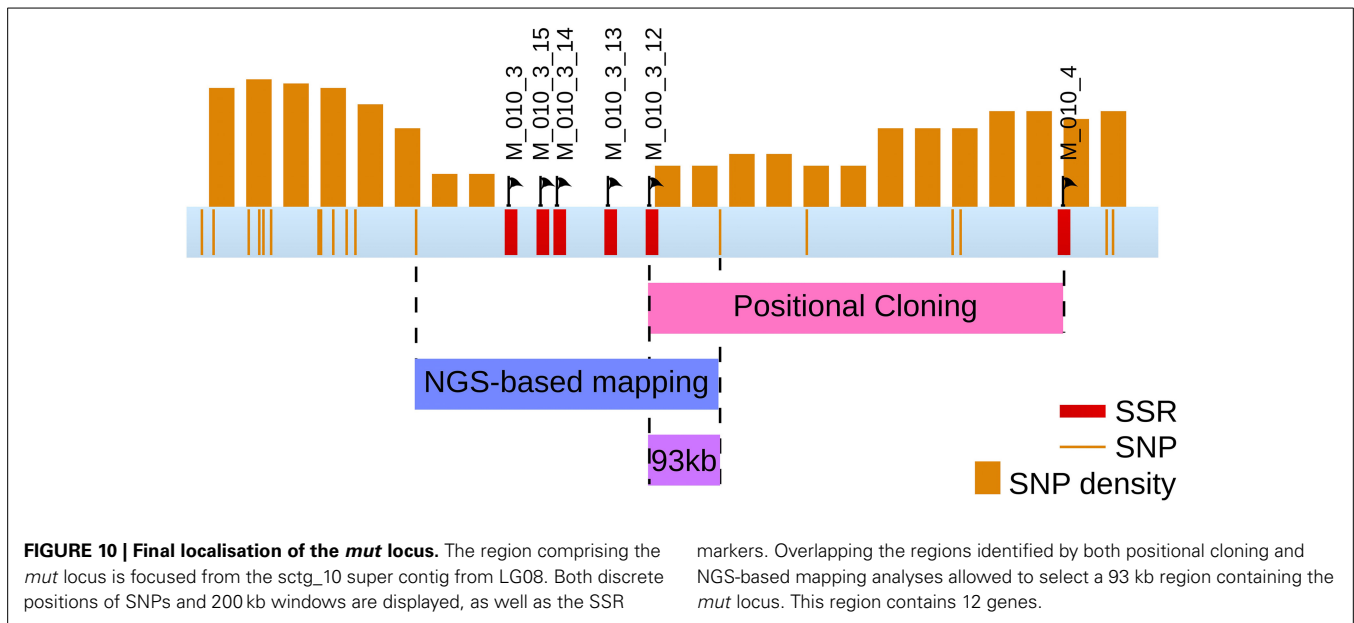 M_010_3
M_010_3_15
M_010_3_14
M_010_3_13
M_010_3_12
M_010_4
Positional Cloning
NGS-based mapping
93kb
SSR
SNP
SNP density
FIGURE 10 | Final localisation of the mut locus. The region comprising the
mut locus is focused from the sctg_10 super contig from LG08. Both discrete
positions of SNPs and 200 kb windows are displayed, as well as the SSR
markers. Overlapping the regions identified by both positional cloning and
NGS-based mapping analyses allowed to select a 93 kb region containing the
mut locus. This region contains 12 genes.